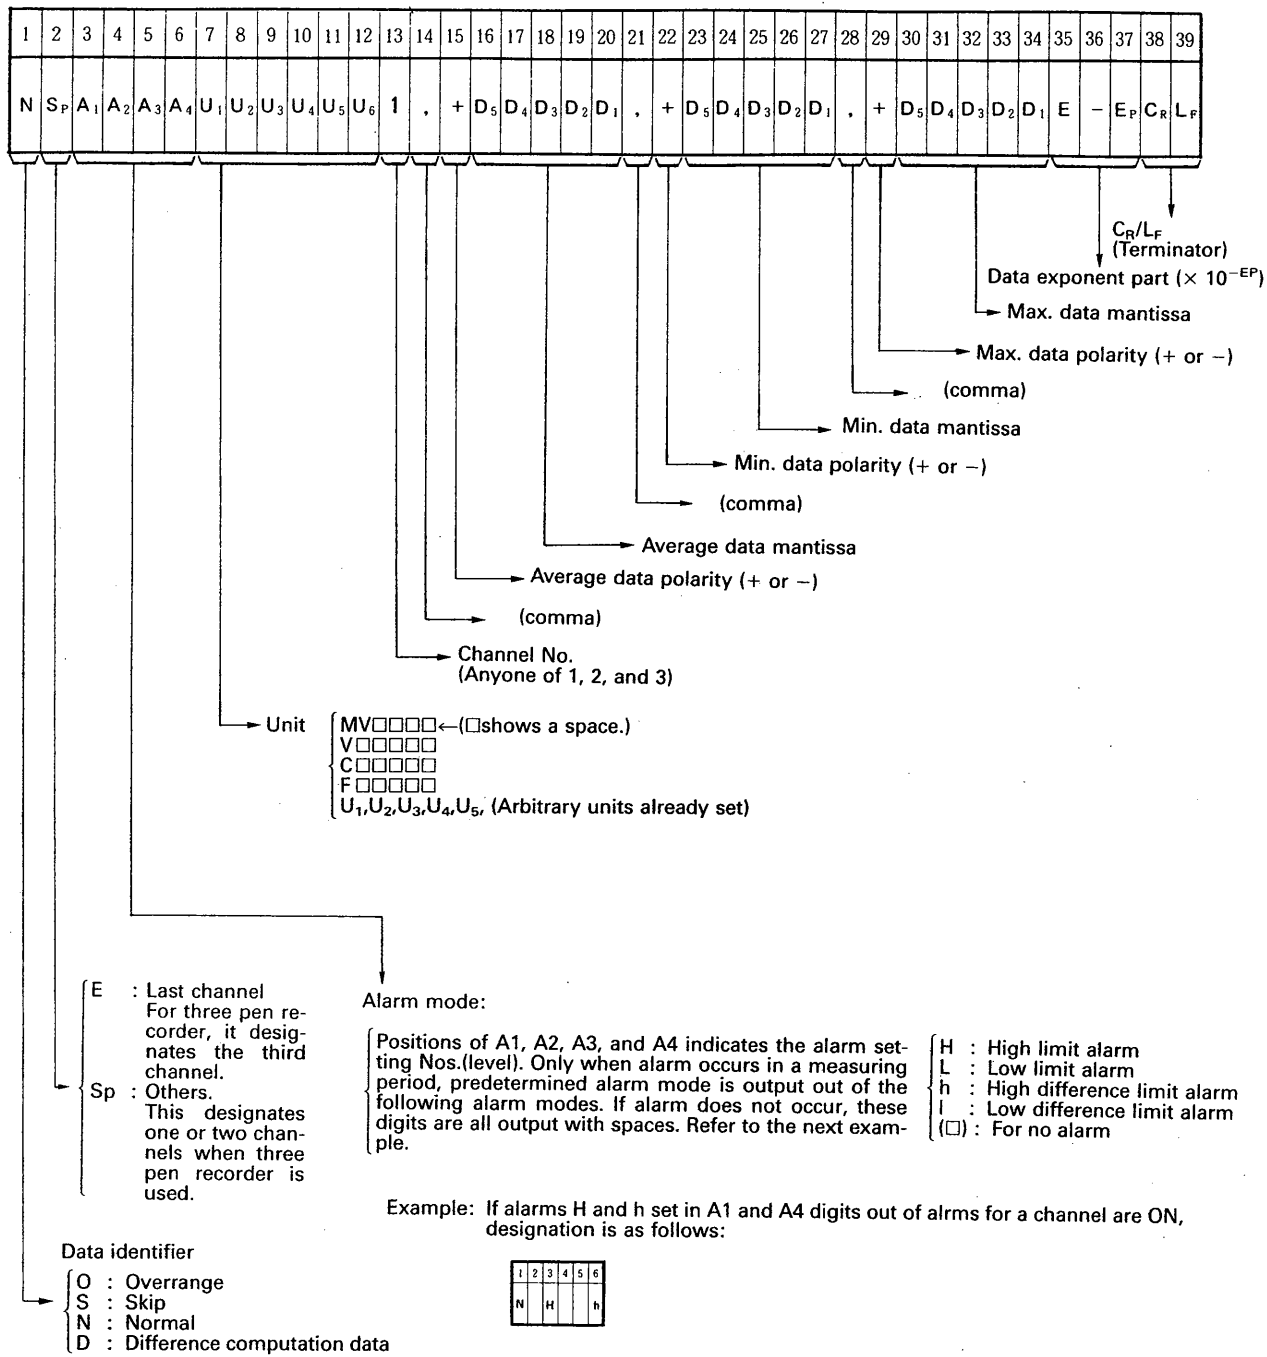 1 2 3 4 5 6 7 8 9 10 11 12 13 14 15 16 17 18 19 20 21 22 23 24 25 26 27 28 29 30 31 32 33 34 35 36 37 38 39
N SP A1 A2 A3 A4 U1 U2 U3 U4 U5 U6 1 , + D5 D4 D3 D2 D1 , + D5 D4 D3 D2 D1 , + D5 D4 D3 D2 D1 E - EP CR LF
CR/LF
(Terminator)
Data exponent part (× 10−EP)
Max. data mantissa
Max. data polarity (+ or −)
(comma)
Min. data mantissa
Min. data polarity (+ or −)
(comma)
Average data mantissa
Average data polarity (+ or −)
(comma)
Channel No.
(Anyone of 1, 2, and 3)
Unit
MV□□□□←(□shows a space.)
V□□□□□
C□□□□□
F□□□□□
U1,U2,U3,U4,U5, (Arbitrary units already set)
E : Last channel
For three pen re-
corder, it desig-
nates the third
channel.
Sp : Others.
This designates
one or two chan-
nels when three
pen recorder is
used.
Alarm mode:
Positions of A1, A2, A3, and A4 indicates the alarm set-
ting Nos.(level). Only when alarm occurs in a measuring
period, predetermined alarm mode is output out of the
following alarm modes. If alarm does not occur, these
digits are all output with spaces. Refer to the next exam-
ple.
H : High limit alarm
L : Low limit alarm
h : High difference limit alarm
l : Low difference limit alarm
(□) : For no alarm
Example: If alarms H and h set in A1 and A4 digits out of alrms for a channel are ON,
designation is as follows:
1 2 3 4 5 6
N H h
Data identifier
O : Overrange
S : Skip
N : Normal
D : Difference computation data